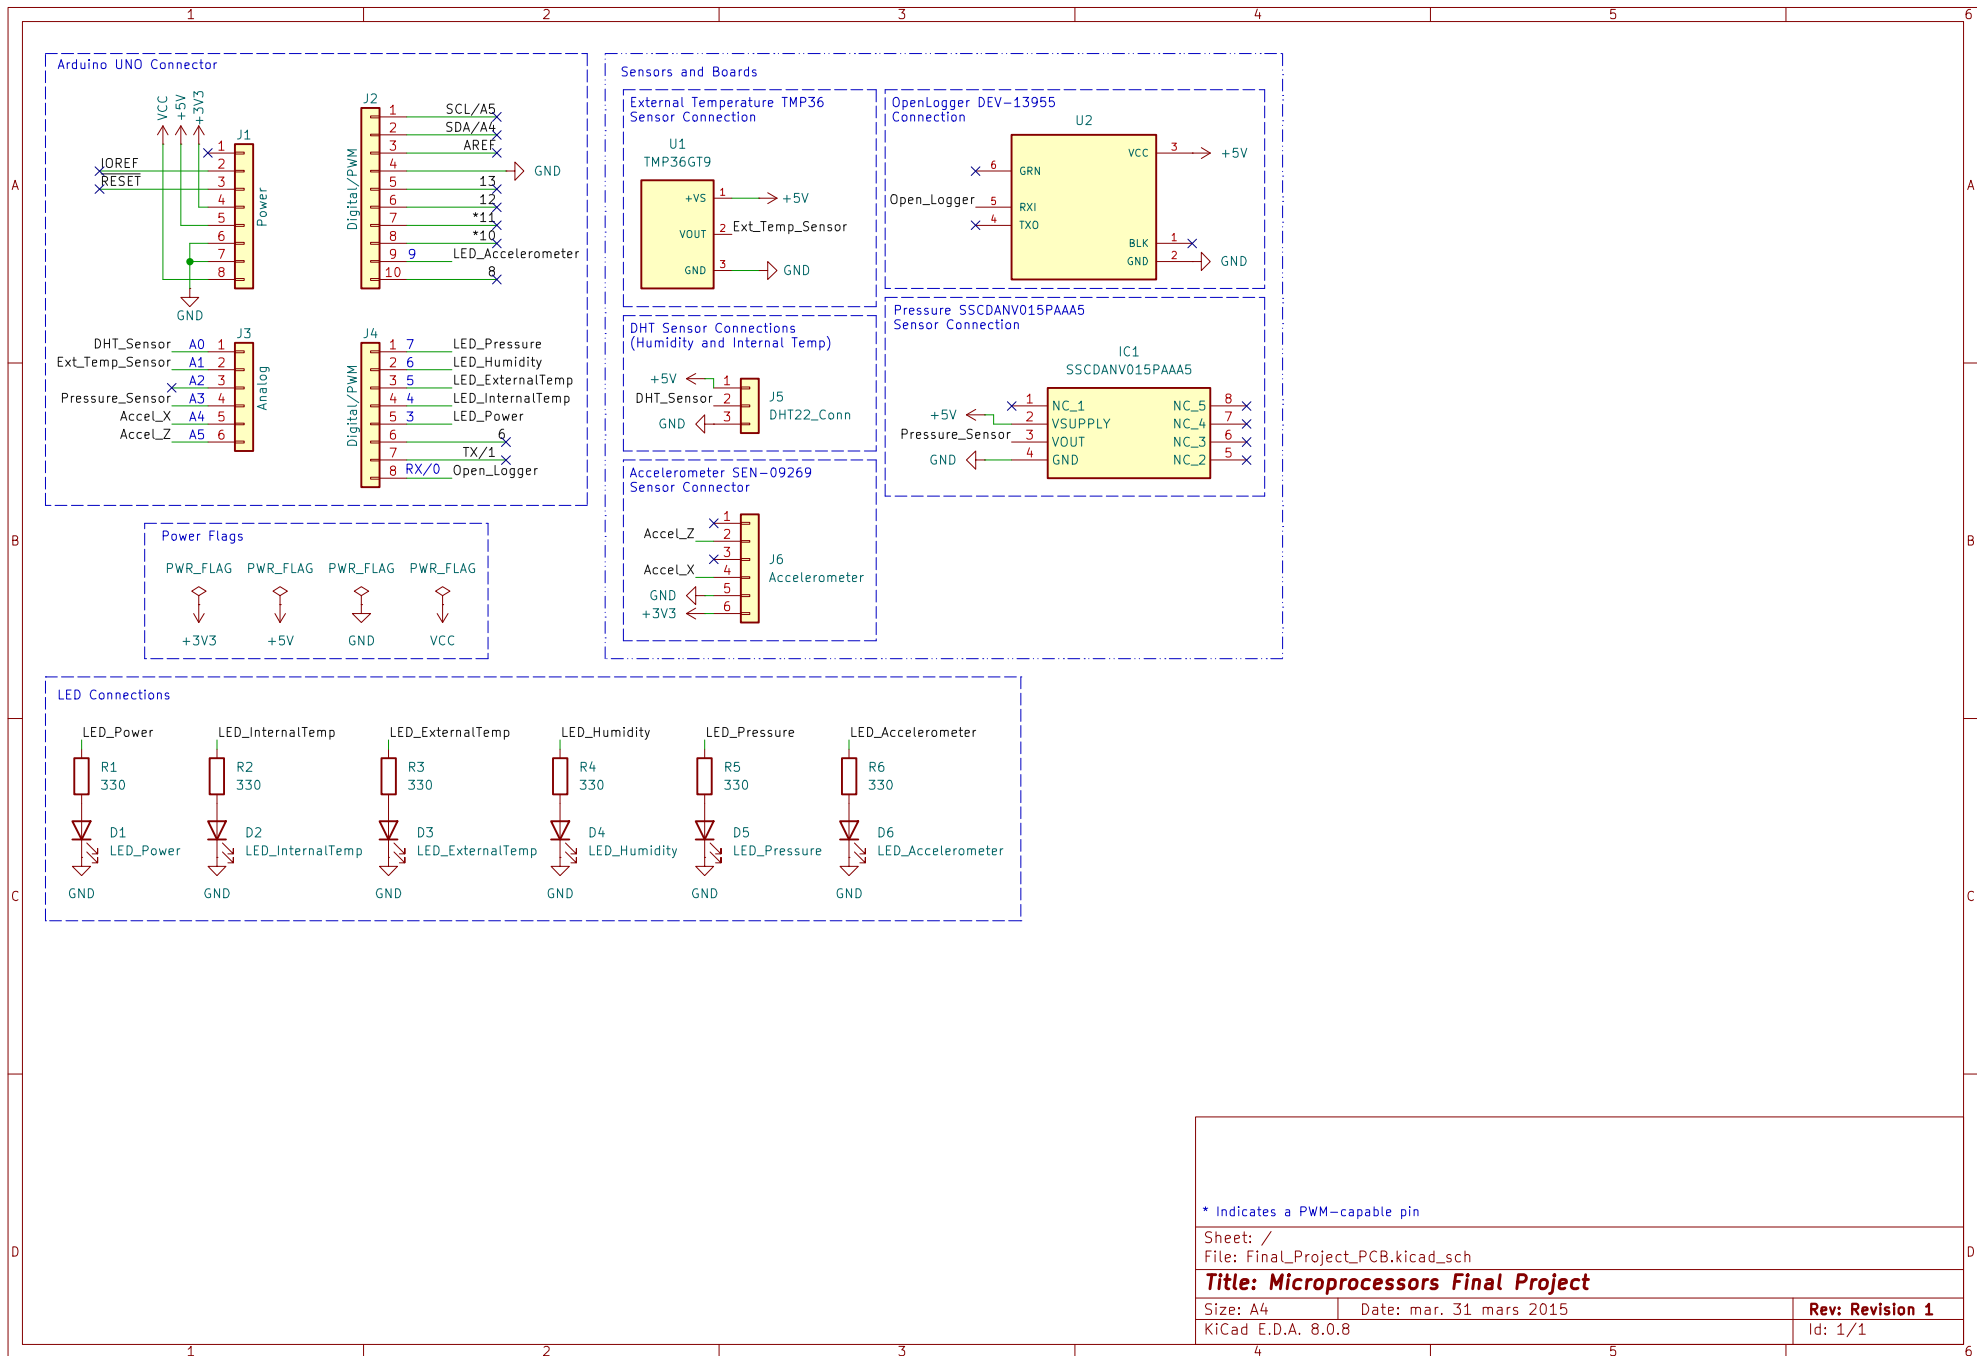 1 2 3 4 5 6
A
B
C
D
Arduino UNO Connector
VCC
+5V
+3V3
J1
1
IOREF 2
RESET 3
4
5
6
7
8
Power
GND
J2
Digital/PWM
1 SCL/A5
2 SDA/A4
3 AREF
4 GND
5 13
6 12
7 *11
8 *10
9 9 LED_Accelerometer
10 8
J3
DHT_Sensor A0 1
Ext_Temp_Sensor A1 2
A2 3
Pressure_Sensor A3 4
Accel_X A4 5
Accel_Z A5 6
Analog
J4
Digital/PWM
1 7 LED_Pressure
2 6 LED_Humidity
3 5 LED_ExternalTemp
4 4 LED_InternalTemp
5 3 LED_Power
6 6
7 TX/1
8 RX/0 Open_Logger
Power Flags
PWR_FLAG PWR_FLAG PWR_FLAG PWR_FLAG
+3V3 +5V GND VCC
Sensors and Boards
External Temperature TMP36
Sensor Connection
U1
TMP36GT9
+VS 1 +5V
VOUT 2 Ext_Temp_Sensor
GND 3 GND
OpenLogger DEV-13955
Connection
U2
VCC 3 +5V
6 GRN
Open_Logger 5 RXI
4 TXO
BLK 1
GND 2 GND
DHT Sensor Connections
(Humidity and Internal Temp)
+5V 1
DHT_Sensor 2
GND 3
J5
DHT22_Conn
Pressure SSCDANV015PAAA5
Sensor Connection
IC1
SSCDANV015PAAA5
1 NC_1 NC_5 8
+5V 2 VSUPPLY NC_4 7
Pressure_Sensor 3 VOUT NC_3 6
GND 4 GND NC_2 5
Accelerometer SEN-09269
Sensor Connector
1
Accel_Z 2
3
Accel_X 4
GND 5
+3V3 6
J6
Accelerometer
LED Connections
LED_Power LED_InternalTemp LED_ExternalTemp LED_Humidity LED_Pressure LED_Accelerometer
R1 R2 R3 R4 R5 R6
330 330 330 330 330 330
D1 D2 D3 D4 D5 D6
LED_Power LED_InternalTemp LED_ExternalTemp LED_Humidity LED_Pressure LED_Accelerometer
GND GND GND GND GND GND
* Indicates a PWM-capable pin
Sheet: /
File: Final_Project_PCB.kicad_sch
Title: Microprocessors Final Project
Size: A4 Date: mar. 31 mars 2015 Rev: Revision 1
KiCad E.D.A. 8.0.8 Id: 1/1
A
B
C
D
1 2 3 4 5 6